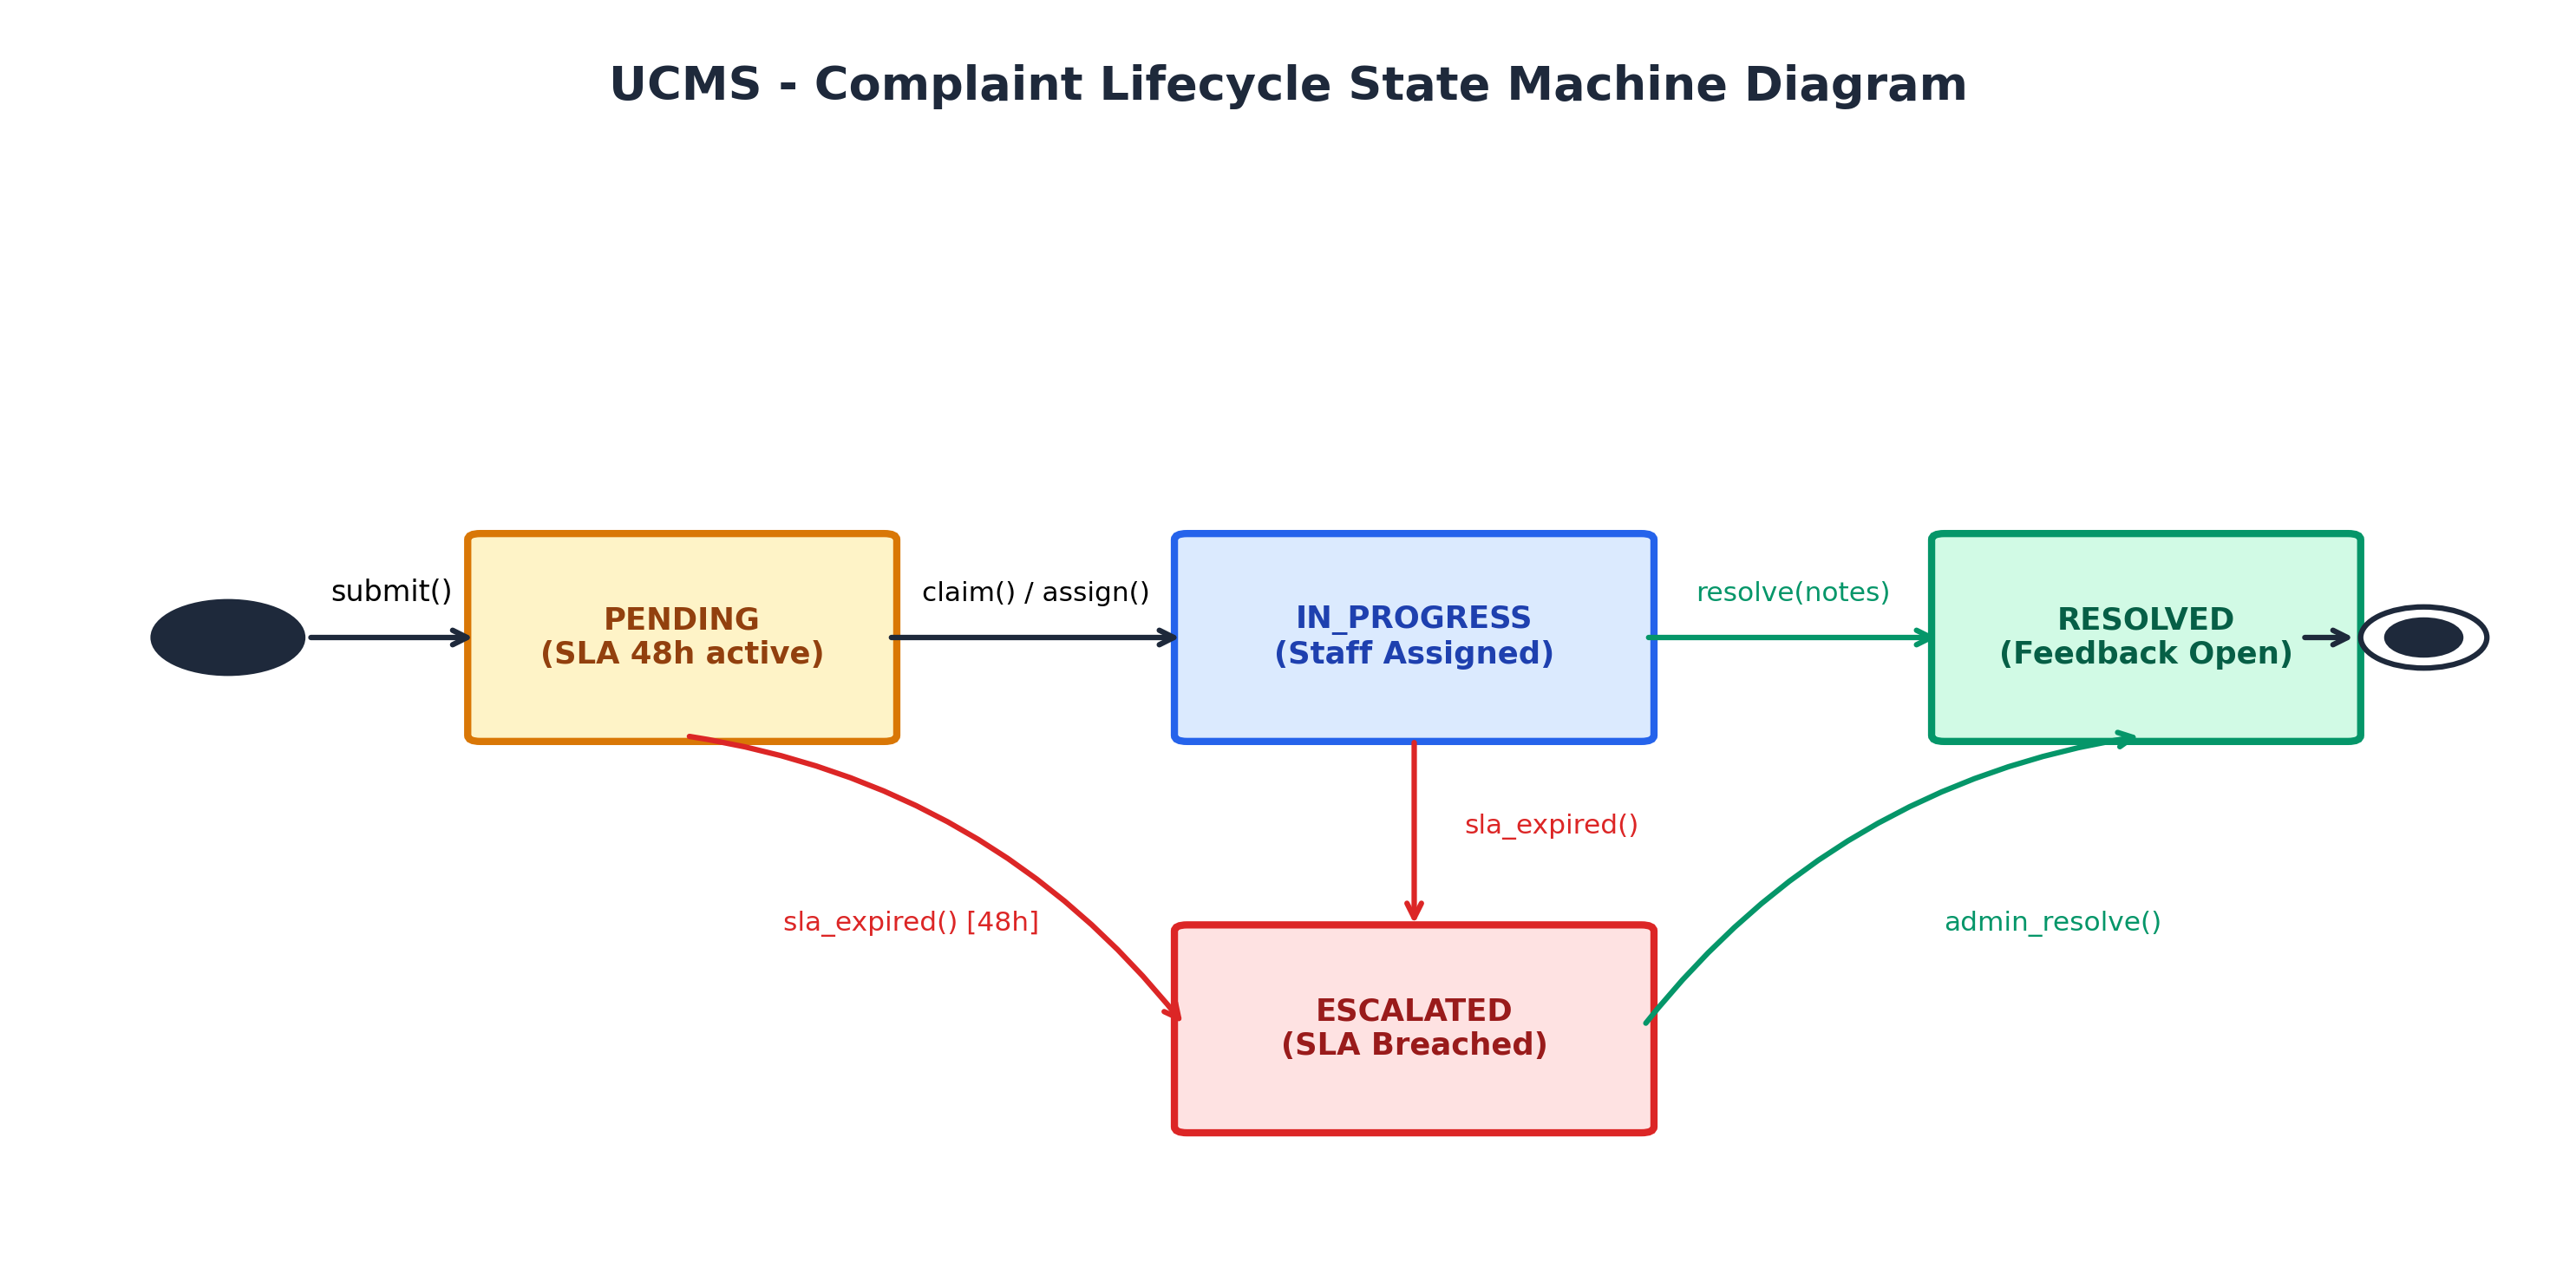 UCMS - Complaint Lifecycle State Machine Diagram
submit()
PENDING
(SLA 48h active)
claim() / assign()
IN_PROGRESS
(Staff Assigned)
resolve(notes)
RESOLVED
(Feedback Open)
sla_expired()
sla_expired() [48h]
admin_resolve()
ESCALATED
(SLA Breached)